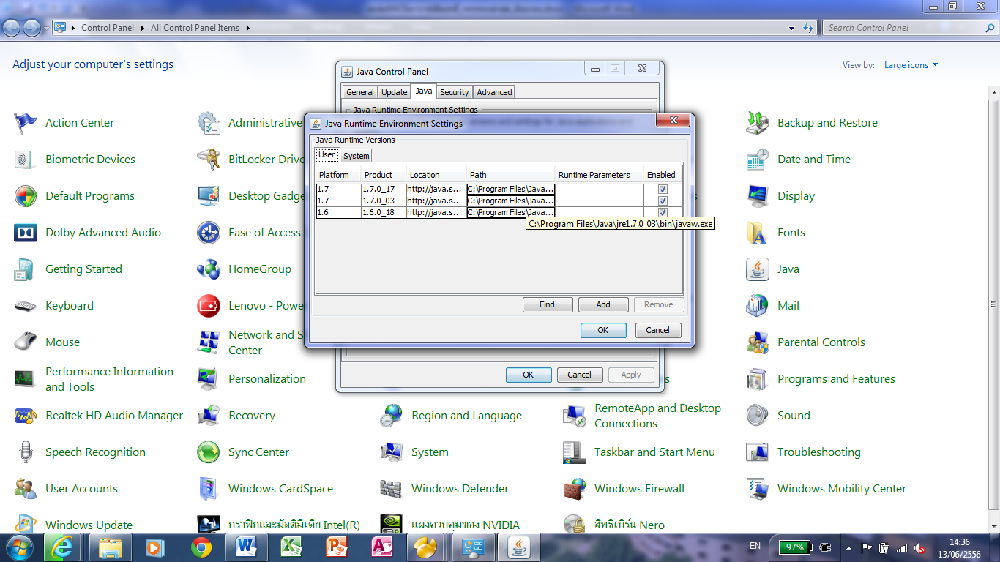 Control Panel
All Control Panel Items
Search Control Panel
Adjust your computer's settings
View by:
Large icons
Java Control Panel
General
Update
Java
Security
Advanced
Java Runtime Environment Settings
Java Runtime Environment Settings
Java Runtime Versions
User
System
Platform
Product
Location
Path
Runtime Parameters
Enabled
1.7
1.7.0_17
http://java.s...
C:\Program Files\Java...
1.7
1.7.0_03
http://java.s...
C:\Program Files\Java...
1.6
1.6.0_18
http://java.s...
C:\Program Files\Java...
C:\Program Files\Java\jre1.7.0_03\bin\javaw.exe
Find
Add
Remove
OK
Cancel
OK
Cancel
Apply
Action Center
Administrative
Backup and Restore
Biometric Devices
BitLocker Drive
Date and Time
Default Programs
Desktop Gadge
Display
Dolby Advanced Audio
Ease of Access
Fonts
Getting Started
HomeGroup
Java
Keyboard
Lenovo - Powe
Mail
Mouse
Network and S
Center
Parental Controls
Performance Information
and Tools
Personalization
Programs and Features
Realtek HD Audio Manager
Recovery
Region and Language
RemoteApp and Desktop
Connections
Sound
Speech Recognition
Sync Center
System
Taskbar and Start Menu
Troubleshooting
User Accounts
Windows CardSpace
Windows Defender
Windows Firewall
Windows Mobility Center
Windows Update
กราฟิกและมัลติมีเดีย Intel(R)
แผงควบคุมของ NVIDIA
สิทธิ์เบิร์น Nero
EN
97%
14:36
13/06/2556